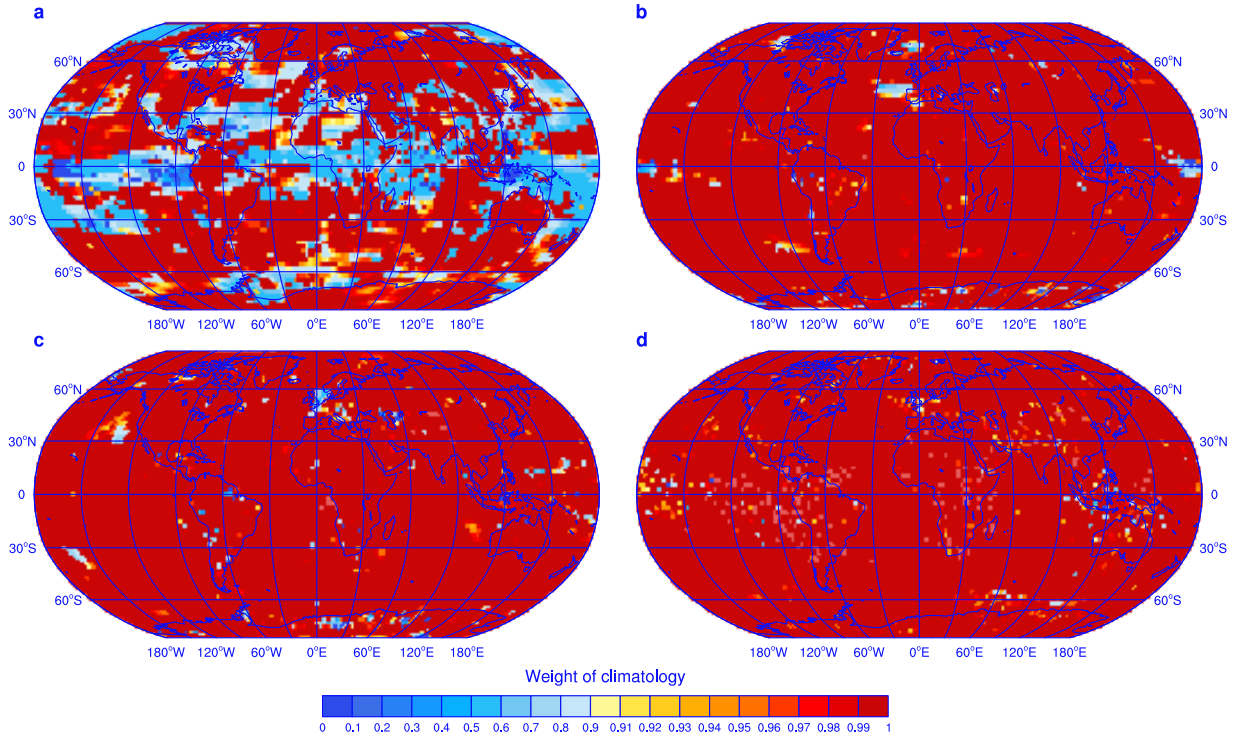 a b
60°N 60°N
30°N 30°N
0 0
30°S 30°S
60°S 60°S
180°W 120°W 60°W 0°E 60°E 120°E 180°E 180°W 120°W 60°W 0°E 60°E 120°E 180°E
c d
60°N 60°N
30°N 30°N
0 0
30°S 30°S
60°S 60°S
180°W 120°W 60°W 0°E 60°E 120°E 180°E 180°W 120°W 60°W 0°E 60°E 120°E 180°E
Weight of climatology
0 0.1 0.2 0.3 0.4 0.5 0.6 0.7 0.8 0.9 0.91 0.92 0.93 0.94 0.95 0.96 0.97 0.98 0.99 1